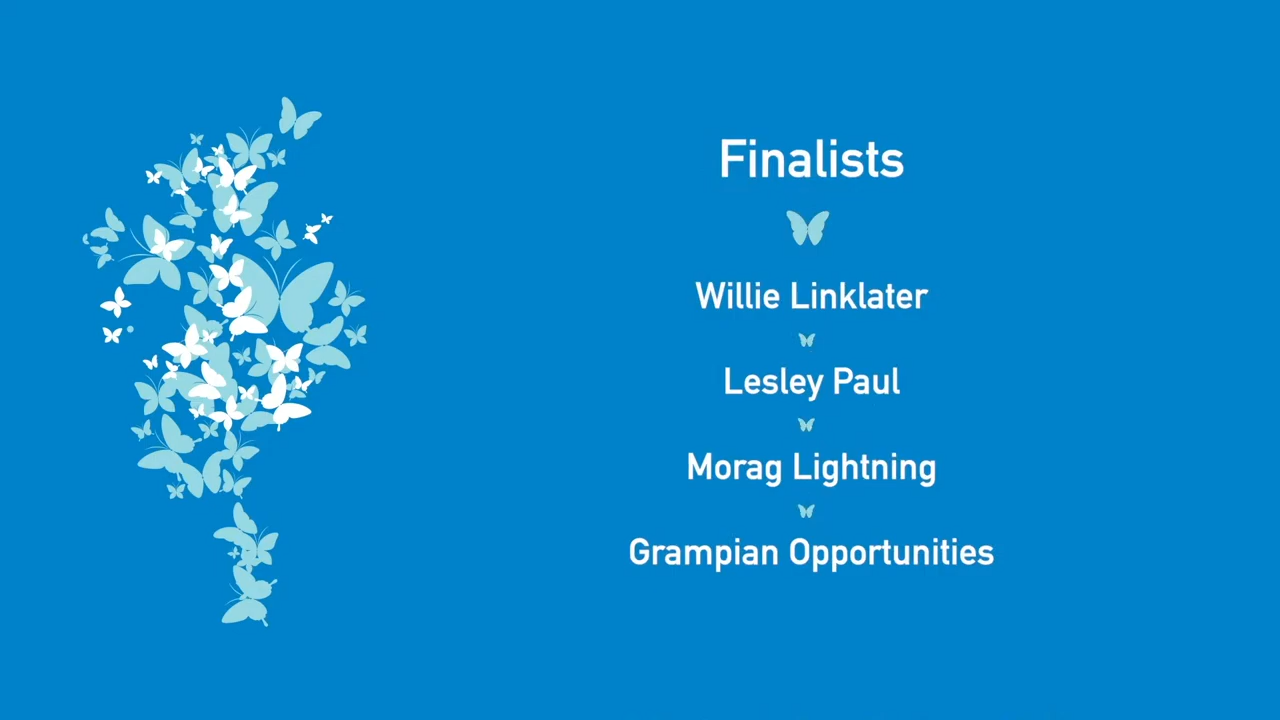 Finalists
Willie Linklater
Lesley Paul
Morag Lightning
Grampian Opportunities